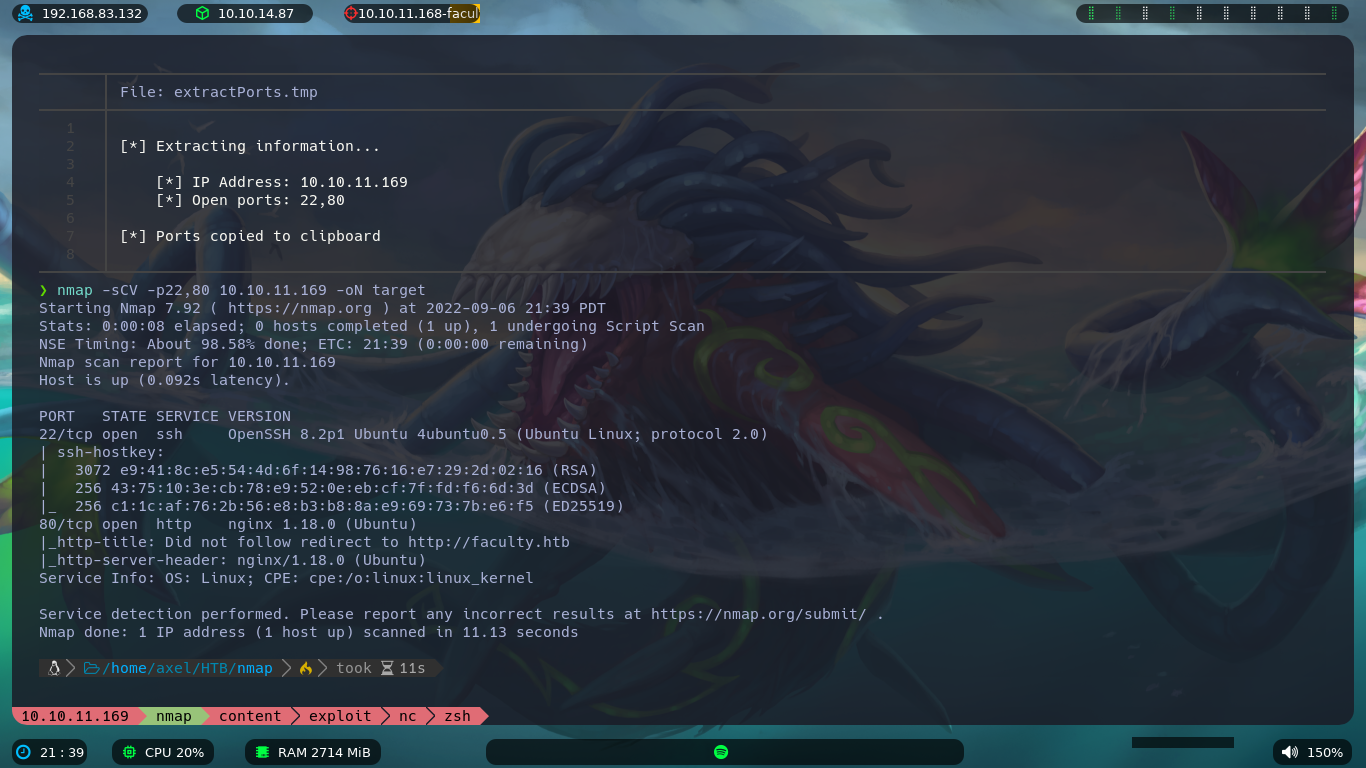 192.168.83.132 10.10.14.87 10.10.11.168-facul
File: extractPorts.tmp
1
2 [*] Extracting information...
3
4 [*] IP Address: 10.10.11.169
5 [*] Open ports: 22,80
6
7 [*] Ports copied to clipboard
8
❯ nmap -sCV -p22,80 10.10.11.169 -oN target
Starting Nmap 7.92 ( https://nmap.org ) at 2022-09-06 21:39 PDT
Stats: 0:00:08 elapsed; 0 hosts completed (1 up), 1 undergoing Script Scan
NSE Timing: About 98.58% done; ETC: 21:39 (0:00:00 remaining)
Nmap scan report for 10.10.11.169
Host is up (0.092s latency).
PORT   STATE SERVICE VERSION
22/tcp open  ssh     OpenSSH 8.2p1 Ubuntu 4ubuntu0.5 (Ubuntu Linux; protocol 2.0)
| ssh-hostkey:
|   3072 e9:41:8c:e5:54:4d:6f:14:98:76:16:e7:29:2d:02:16 (RSA)
|   256 43:75:10:3e:cb:78:e9:52:0e:eb:cf:7f:fd:f6:6d:3d (ECDSA)
|_  256 c1:1c:af:76:2b:56:e8:b3:b8:8a:e9:69:73:7b:e6:f5 (ED25519)
80/tcp open  http    nginx 1.18.0 (Ubuntu)
|_http-title: Did not follow redirect to http://faculty.htb
|_http-server-header: nginx/1.18.0 (Ubuntu)
Service Info: OS: Linux; CPE: cpe:/o:linux:linux_kernel
Service detection performed. Please report any incorrect results at https://nmap.org/submit/ .
Nmap done: 1 IP address (1 host up) scanned in 11.13 seconds
/home/axel/HTB/nmap took 11s
10.10.11.169 nmap content exploit nc zsh
21 : 39 CPU 20% RAM 2714 MiB 150%